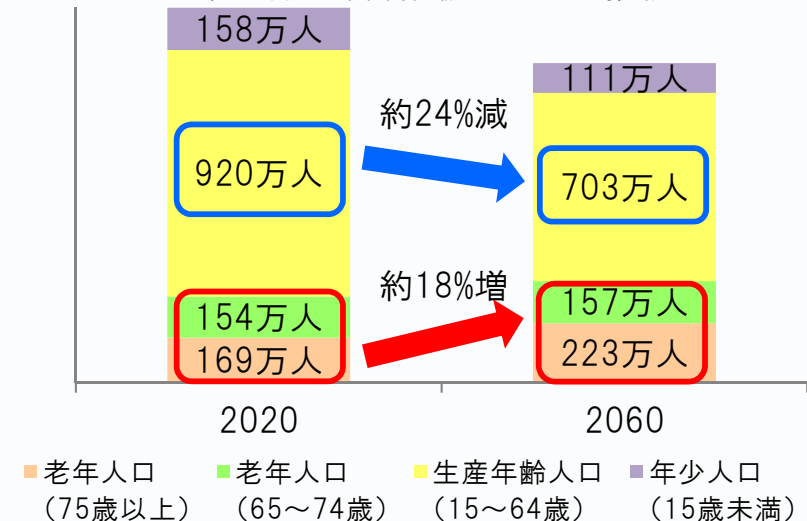 158万人
111万人
約24%減
920万人
703万人
約18%増
154万人
157万人
169万人
223万人
2020
2060
老年人口
(75歳以上)
老年人口
(65～74歳)
生産年齢人口
(15～64歳)
年少人口
(15歳未満)